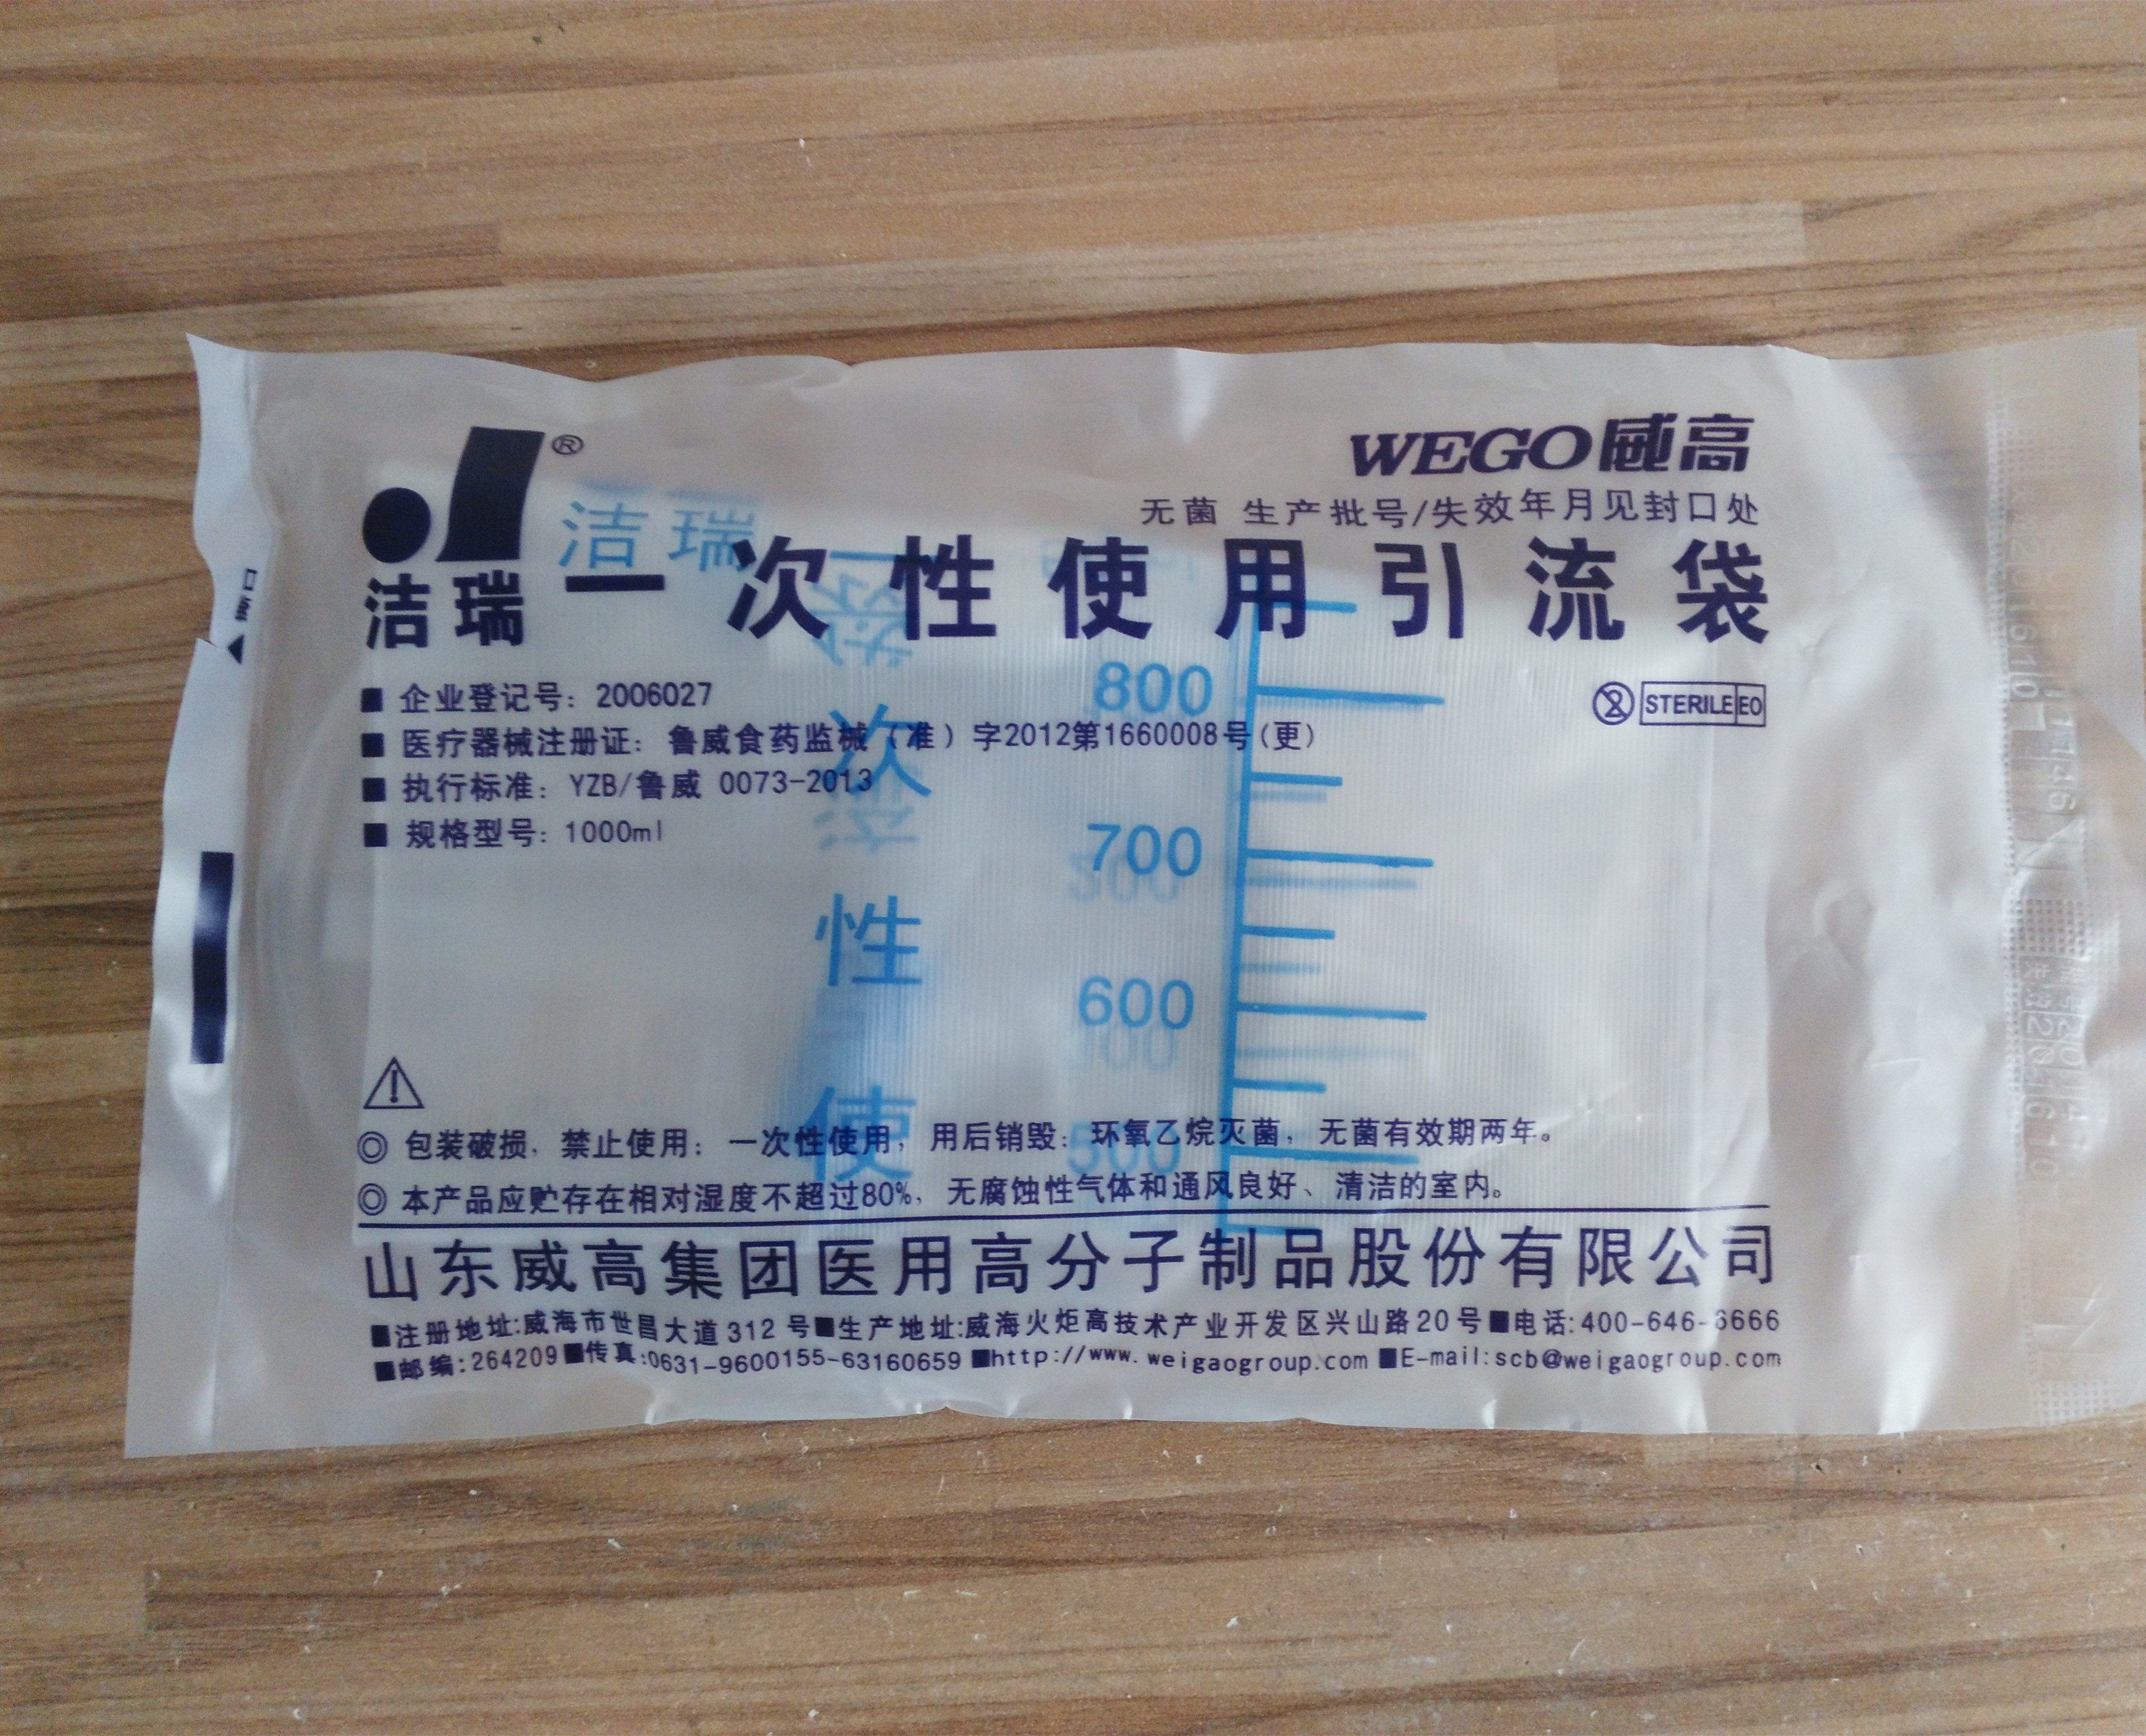 WEGO威高
无菌 生产批号/失效年月见封口处
洁瑞
洁瑞®
一次性使用引流袋
撕口
■ 企业登记号：2006027
800
STERILE EO
■ 医疗器械注册证：鲁威食药监械（准）字2012第1660008号(更)
■ 执行标准：YZB/鲁威 0073-2013
■ 规格型号：1000ml
700
600
500
一次性使
◎ 包装破损，禁止使用；一次性使用，用后销毁；环氧乙烷灭菌，无菌有效期两年。
◎ 本产品应贮存在相对湿度不超过80%，无腐蚀性气体和通风良好、清洁的室内。
山东威高集团医用高分子制品股份有限公司
■注册地址:威海市世昌大道312号■生产地址:威海火炬高技术产业开发区兴山路20号■电话:400-646-6666
■邮编:264209■传真:0631-9600155-63160659■http://www.weigaogroup.com■E-mail:scb@weigaogroup.com